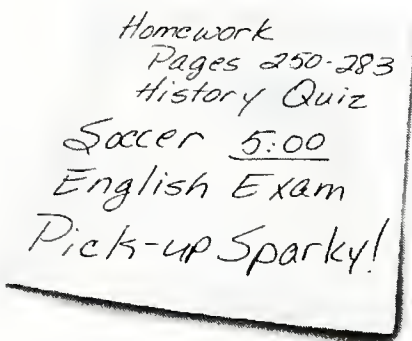 Homework
Pages 250-283
History Quiz
Soccer 5:00
English Exam
Pick-up Sparky!